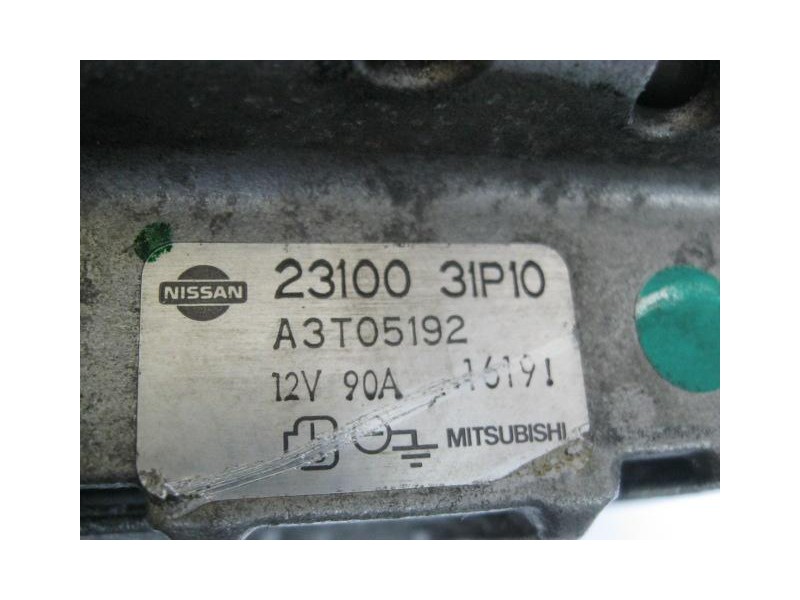 NISSAN
23100 31P10
A3T05192
12V 90A 16191
MITSUBISHI